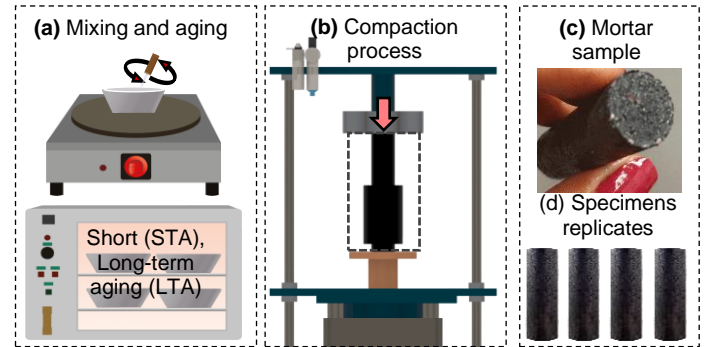 (a) Mixing and aging
Short (STA),
Long-term
aging (LTA)
(b) Compaction
process
(c) Mortar
sample
(d) Specimens
replicates